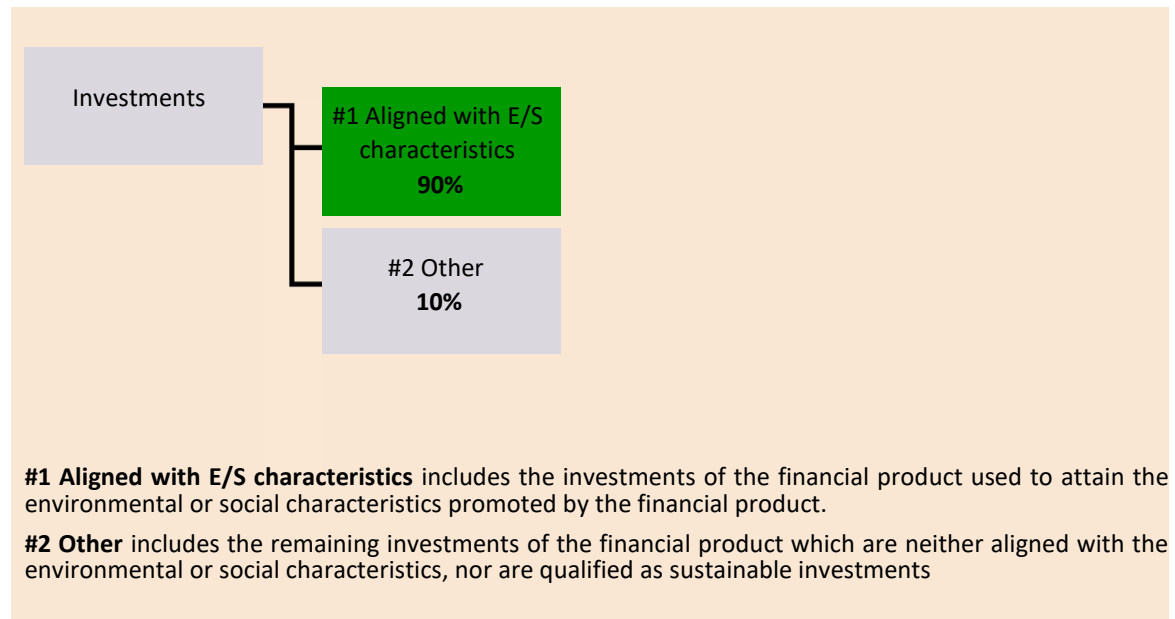 Investments
#1 Aligned with E/S
characteristics
90%
#2 Other
10%
#1 Aligned with E/S characteristics includes the investments of the financial product used to attain the
environmental or social characteristics promoted by the financial product.
#2 Other includes the remaining investments of the financial product which are neither aligned with the
environmental or social characteristics, nor are qualified as sustainable investments